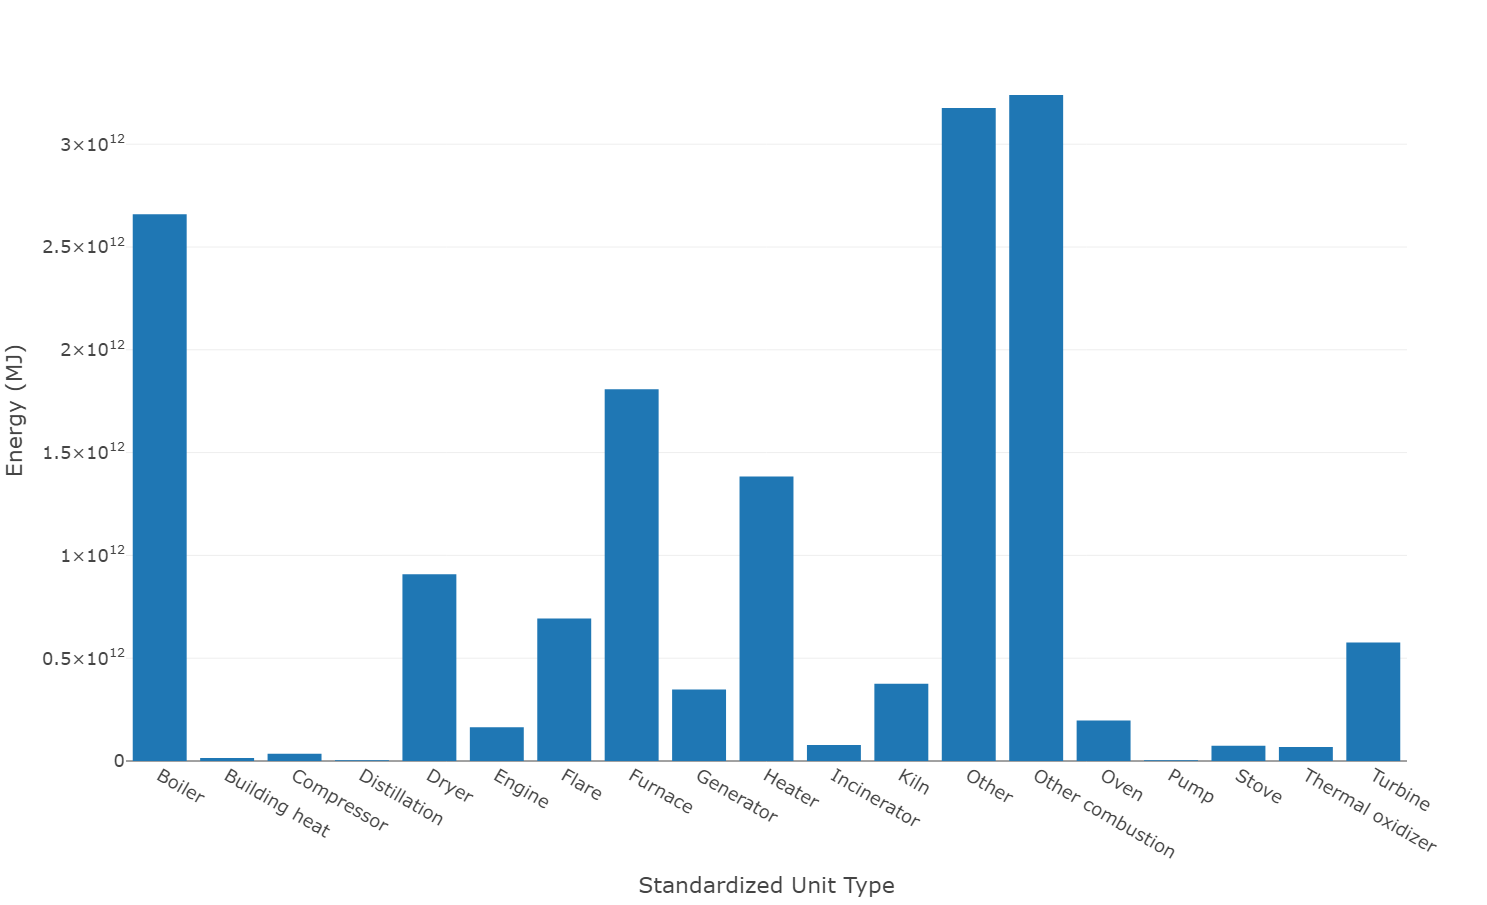 3×10¹²
2.5×10¹²
2×10¹²
1.5×10¹²
1×10¹²
0.5×10¹²
0
Energy (MJ)
Boiler
Building heat
Compressor
Distillation
Dryer
Engine
Flare
Furnace
Generator
Heater
Incinerator
Kiln
Other
Other combustion
Oven
Pump
Stove
Thermal oxidizer
Turbine
Standardized Unit Type